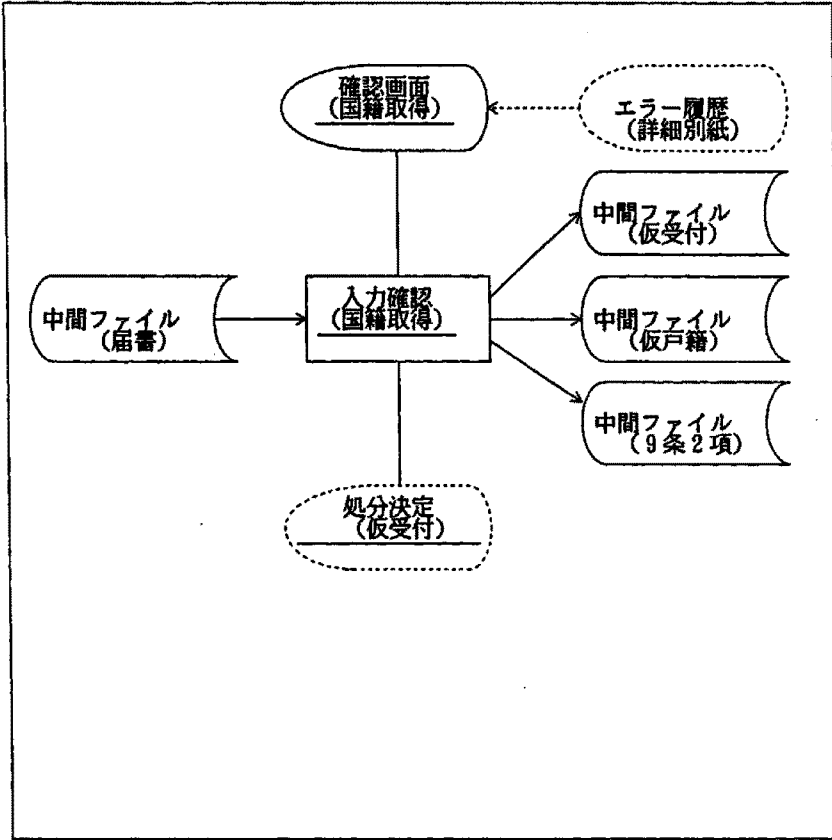 確認画面
(国籍取得)
エラー履歴
(詳細別紙)
中間ファイル
(仮受付)
中間ファイル
(届書)
入力確認
(国籍取得)
中間ファイル
(仮戸籍)
中間ファイル
(9条2項)
処分決定
(仮受付)